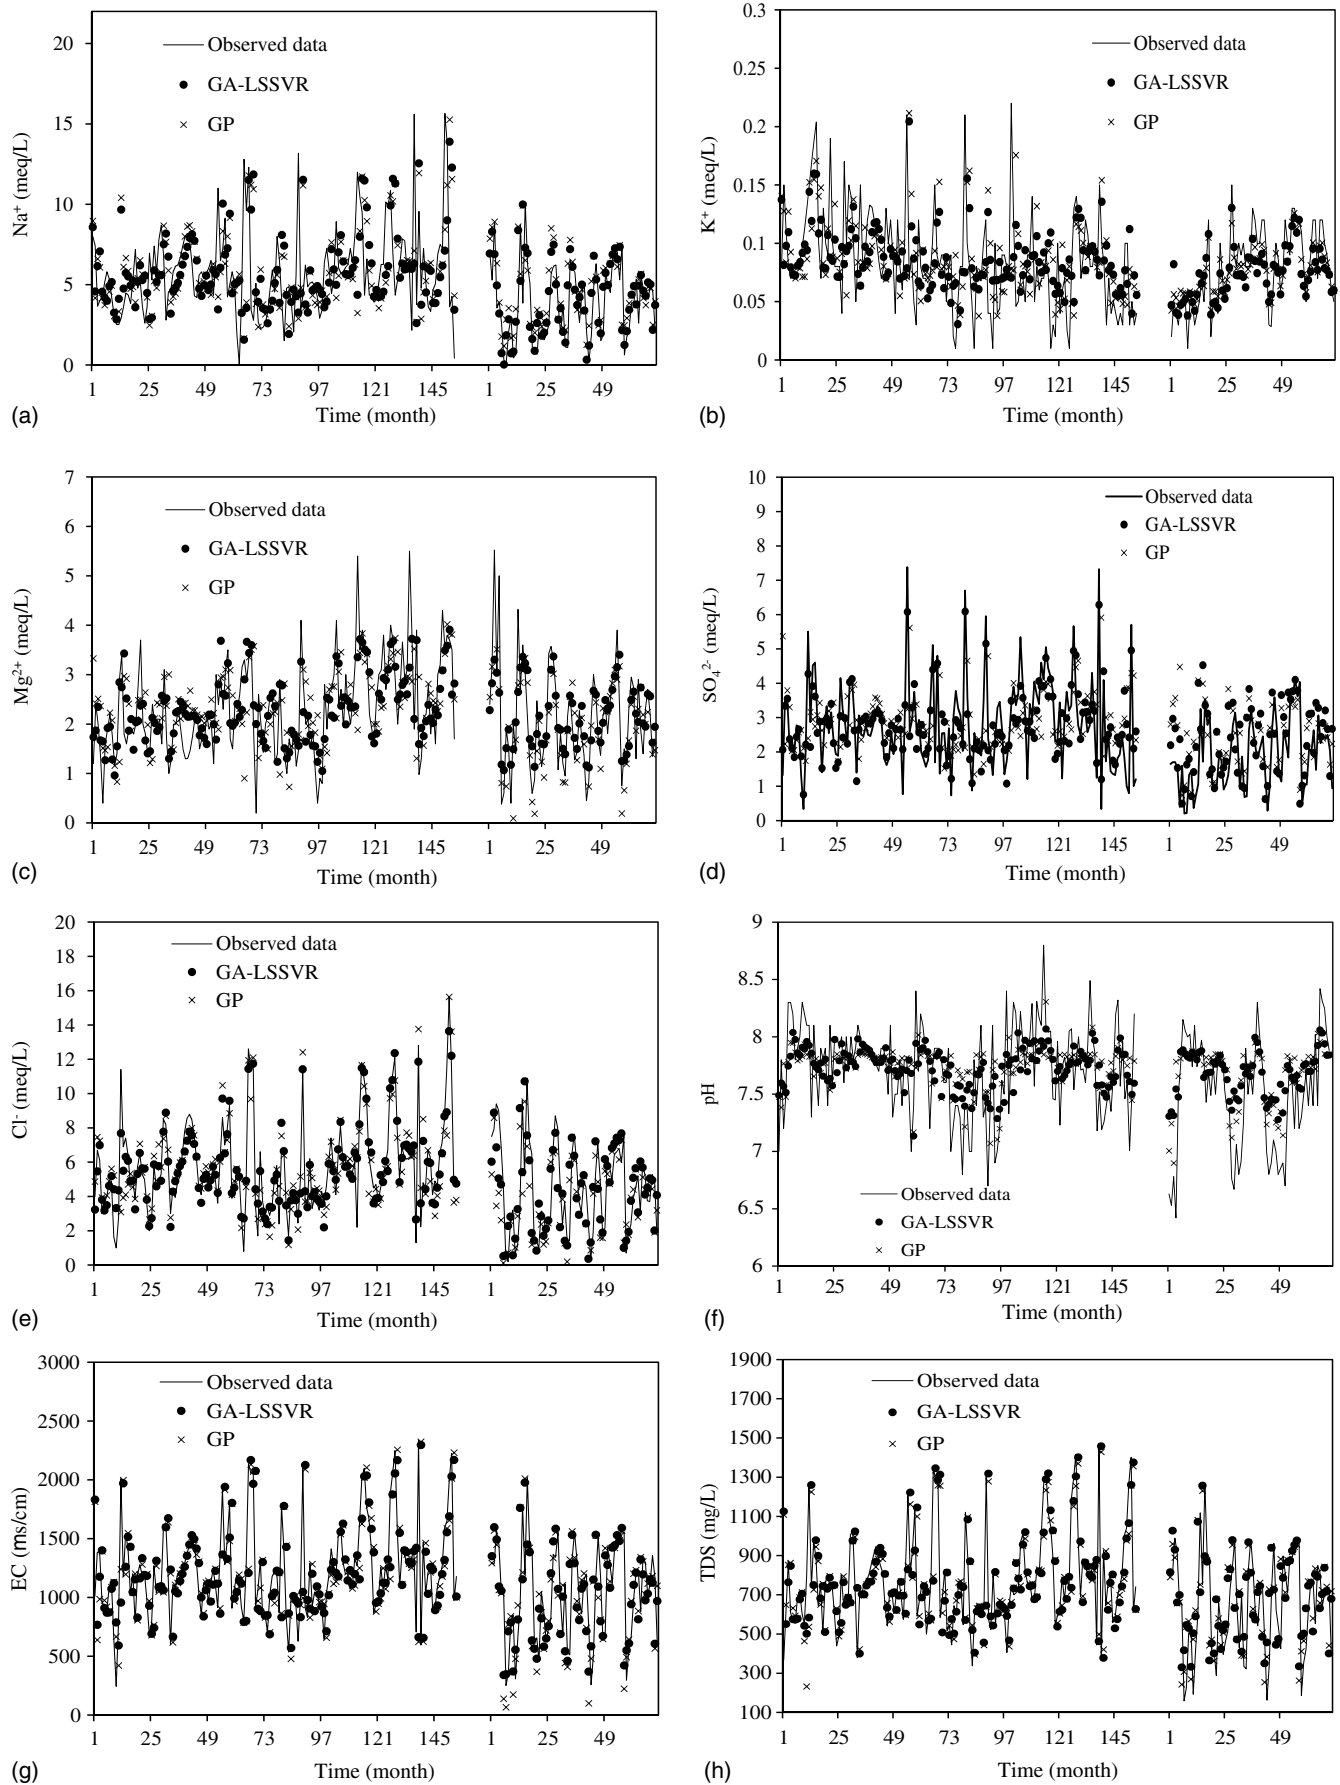 20
15
10
5
0
Na⁺ (meq/L)
Observed data
GA-LSSVR
GP
1 25 49 73 97 121 145 1 25 49
Time (month)
(a)
0.3
0.25
0.2
0.15
0.1
0.05
0
K⁺ (meq/L)
Observed data
GA-LSSVR
GP
1 25 49 73 97 121 145 1 25 49
Time (month)
(b)
7
6
5
4
3
2
1
0
Mg²⁺ (meq/L)
Observed data
GA-LSSVR
GP
1 25 49 73 97 121 145 1 25 49
Time (month)
(c)
10
9
8
7
6
5
4
3
2
1
0
SO₄²⁻ (meq/L)
Observed data
GA-LSSVR
GP
1 25 49 73 97 121 145 1 25 49
Time (month)
(d)
20
18
16
14
12
10
8
6
4
2
0
Cl⁻ (meq/L)
Observed data
GA-LSSVR
GP
1 25 49 73 97 121 145 1 25 49
Time (month)
(e)
9
8.5
8
7.5
7
6.5
6
pH
Observed data
GA-LSSVR
GP
1 25 49 73 97 121 145 1 25 49
Time (month)
(f)
3000
2500
2000
1500
1000
500
0
EC (ms/cm)
Observed data
GA-LSSVR
GP
1 25 49 73 97 121 145 1 25 49
Time (month)
(g)
1900
1700
1500
1300
1100
900
700
500
300
100
TDS (mg/L)
Observed data
GA-LSSVR
GP
1 25 49 73 97 121 145 1 25 49
Time (month)
(h)